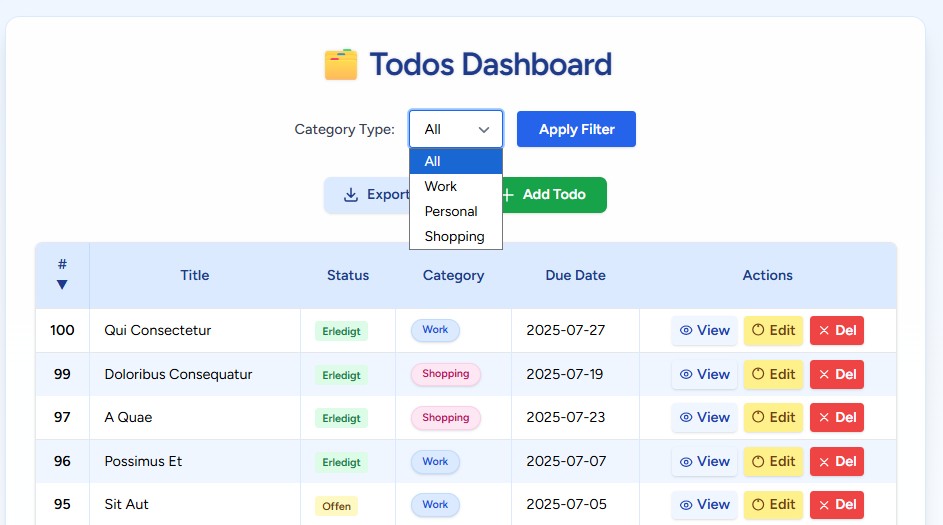 Todos Dashboard
Category Type: All Apply Filter
All
Work
Personal
Shopping
Export + Add Todo
# ▼ Title Status Category Due Date Actions
100 Qui Consectetur Erledigt Work 2025-07-27 View Edit Del
99 Doloribus Consequatur Erledigt Shopping 2025-07-19 View Edit Del
97 A Quae Erledigt Shopping 2025-07-23 View Edit Del
96 Possimus Et Erledigt Work 2025-07-07 View Edit Del
95 Sit Aut Offen Work 2025-07-05 View Edit Del